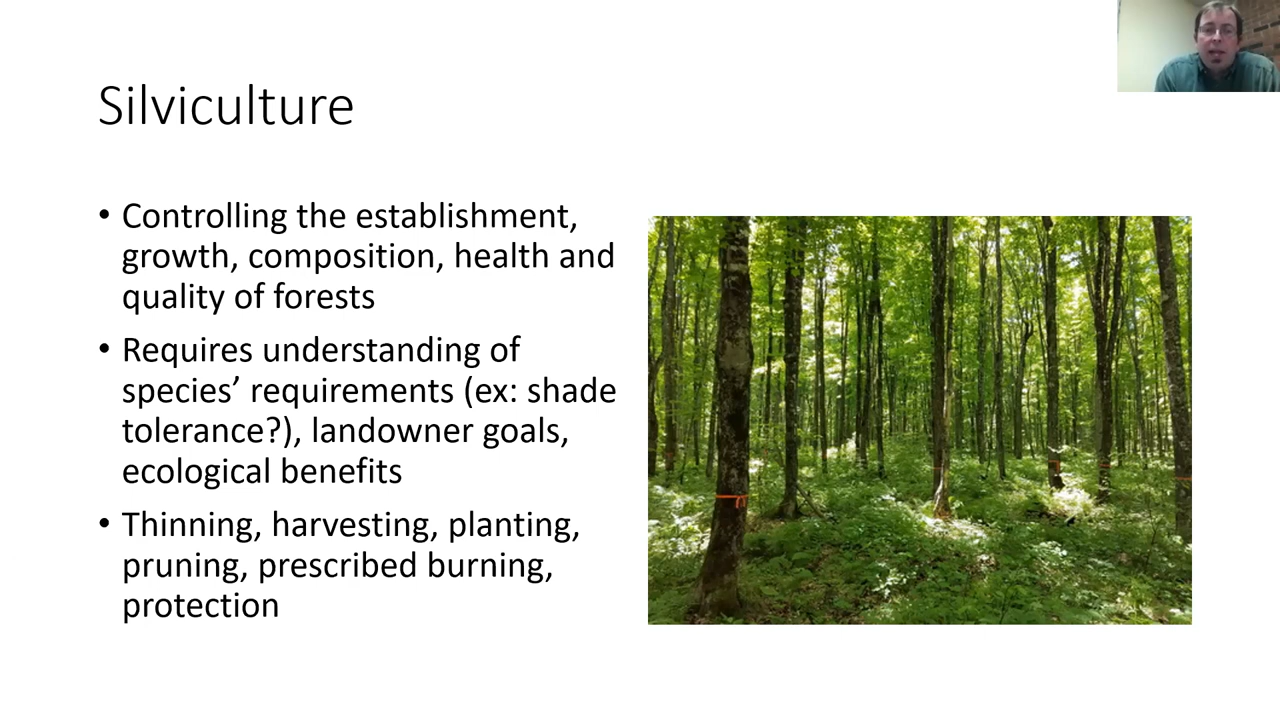 Silviculture
• Controlling the establishment,
growth, composition, health and
quality of forests
• Requires understanding of
species’ requirements (ex: shade
tolerance?), landowner goals,
ecological benefits
• Thinning, harvesting, planting,
pruning, prescribed burning,
protection